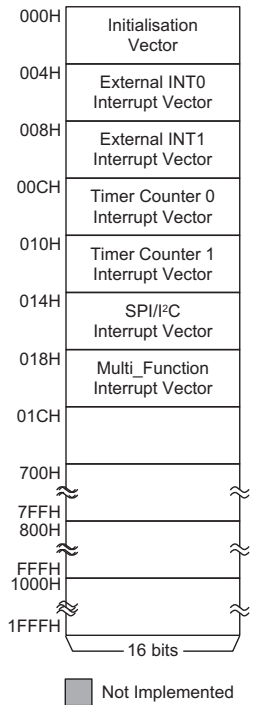 000H
Initialisation
Vector
004H
External INT0
Interrupt Vector
008H
External INT1
Interrupt Vector
00CH
Timer Counter 0
Interrupt Vector
010H
Timer Counter 1
Interrupt Vector
014H
SPI/I²C
Interrupt Vector
018H
Multi_Function
Interrupt Vector
01CH
700H
7FFH
800H
FFFH
1000H
1FFFH
16 bits
Not Implemented